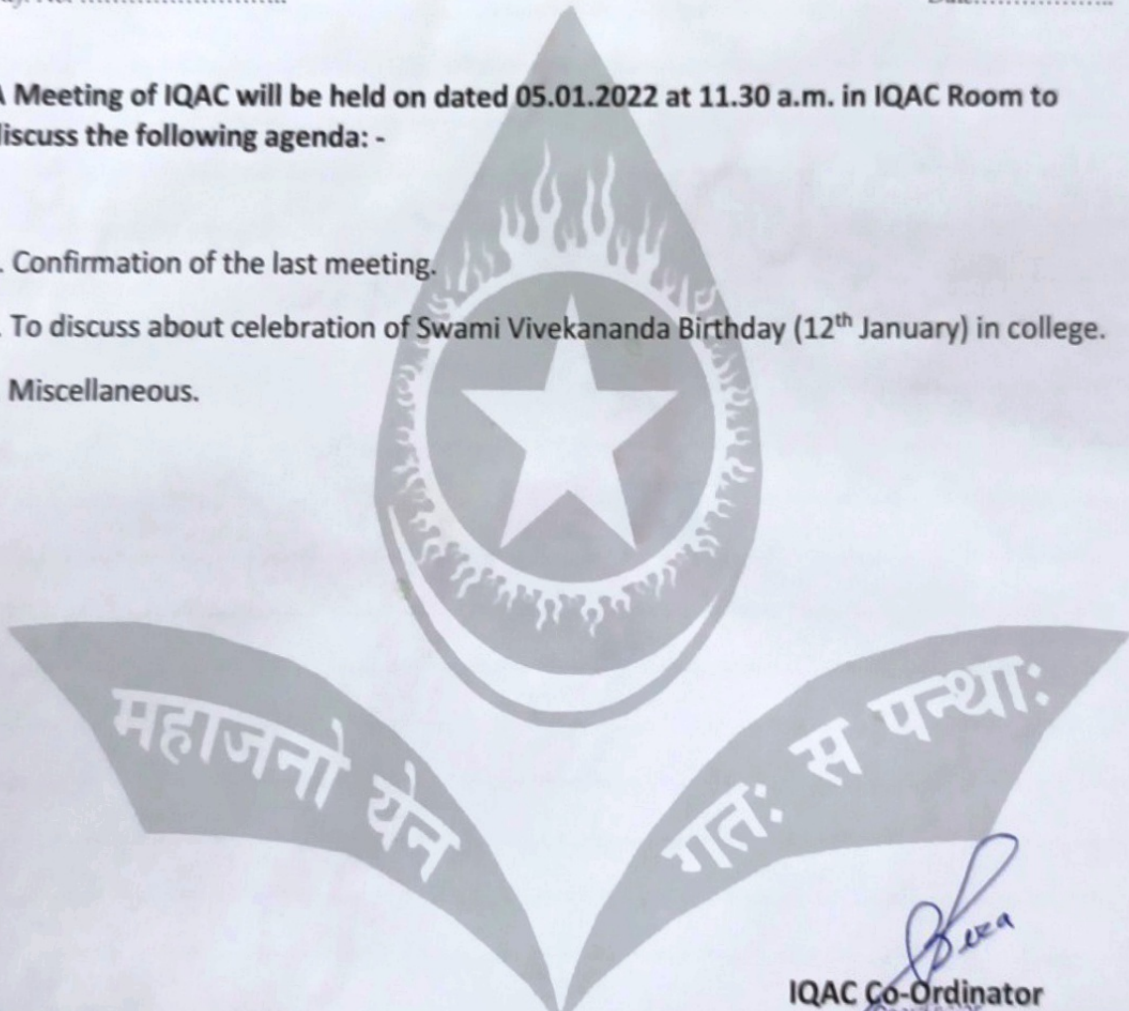 Meeting of IQAC will be held on dated 05.01.2022 at 11.30 a.m. in IQAC Room to
discuss the following agenda: -
. Confirmation of the last meeting.
. To discuss about celebration of Swami Vivekananda Birthday (12th January) in college.
Miscellaneous.
महाजनो येन
गतः स पन्थाः
IQAC Co-Ordinator